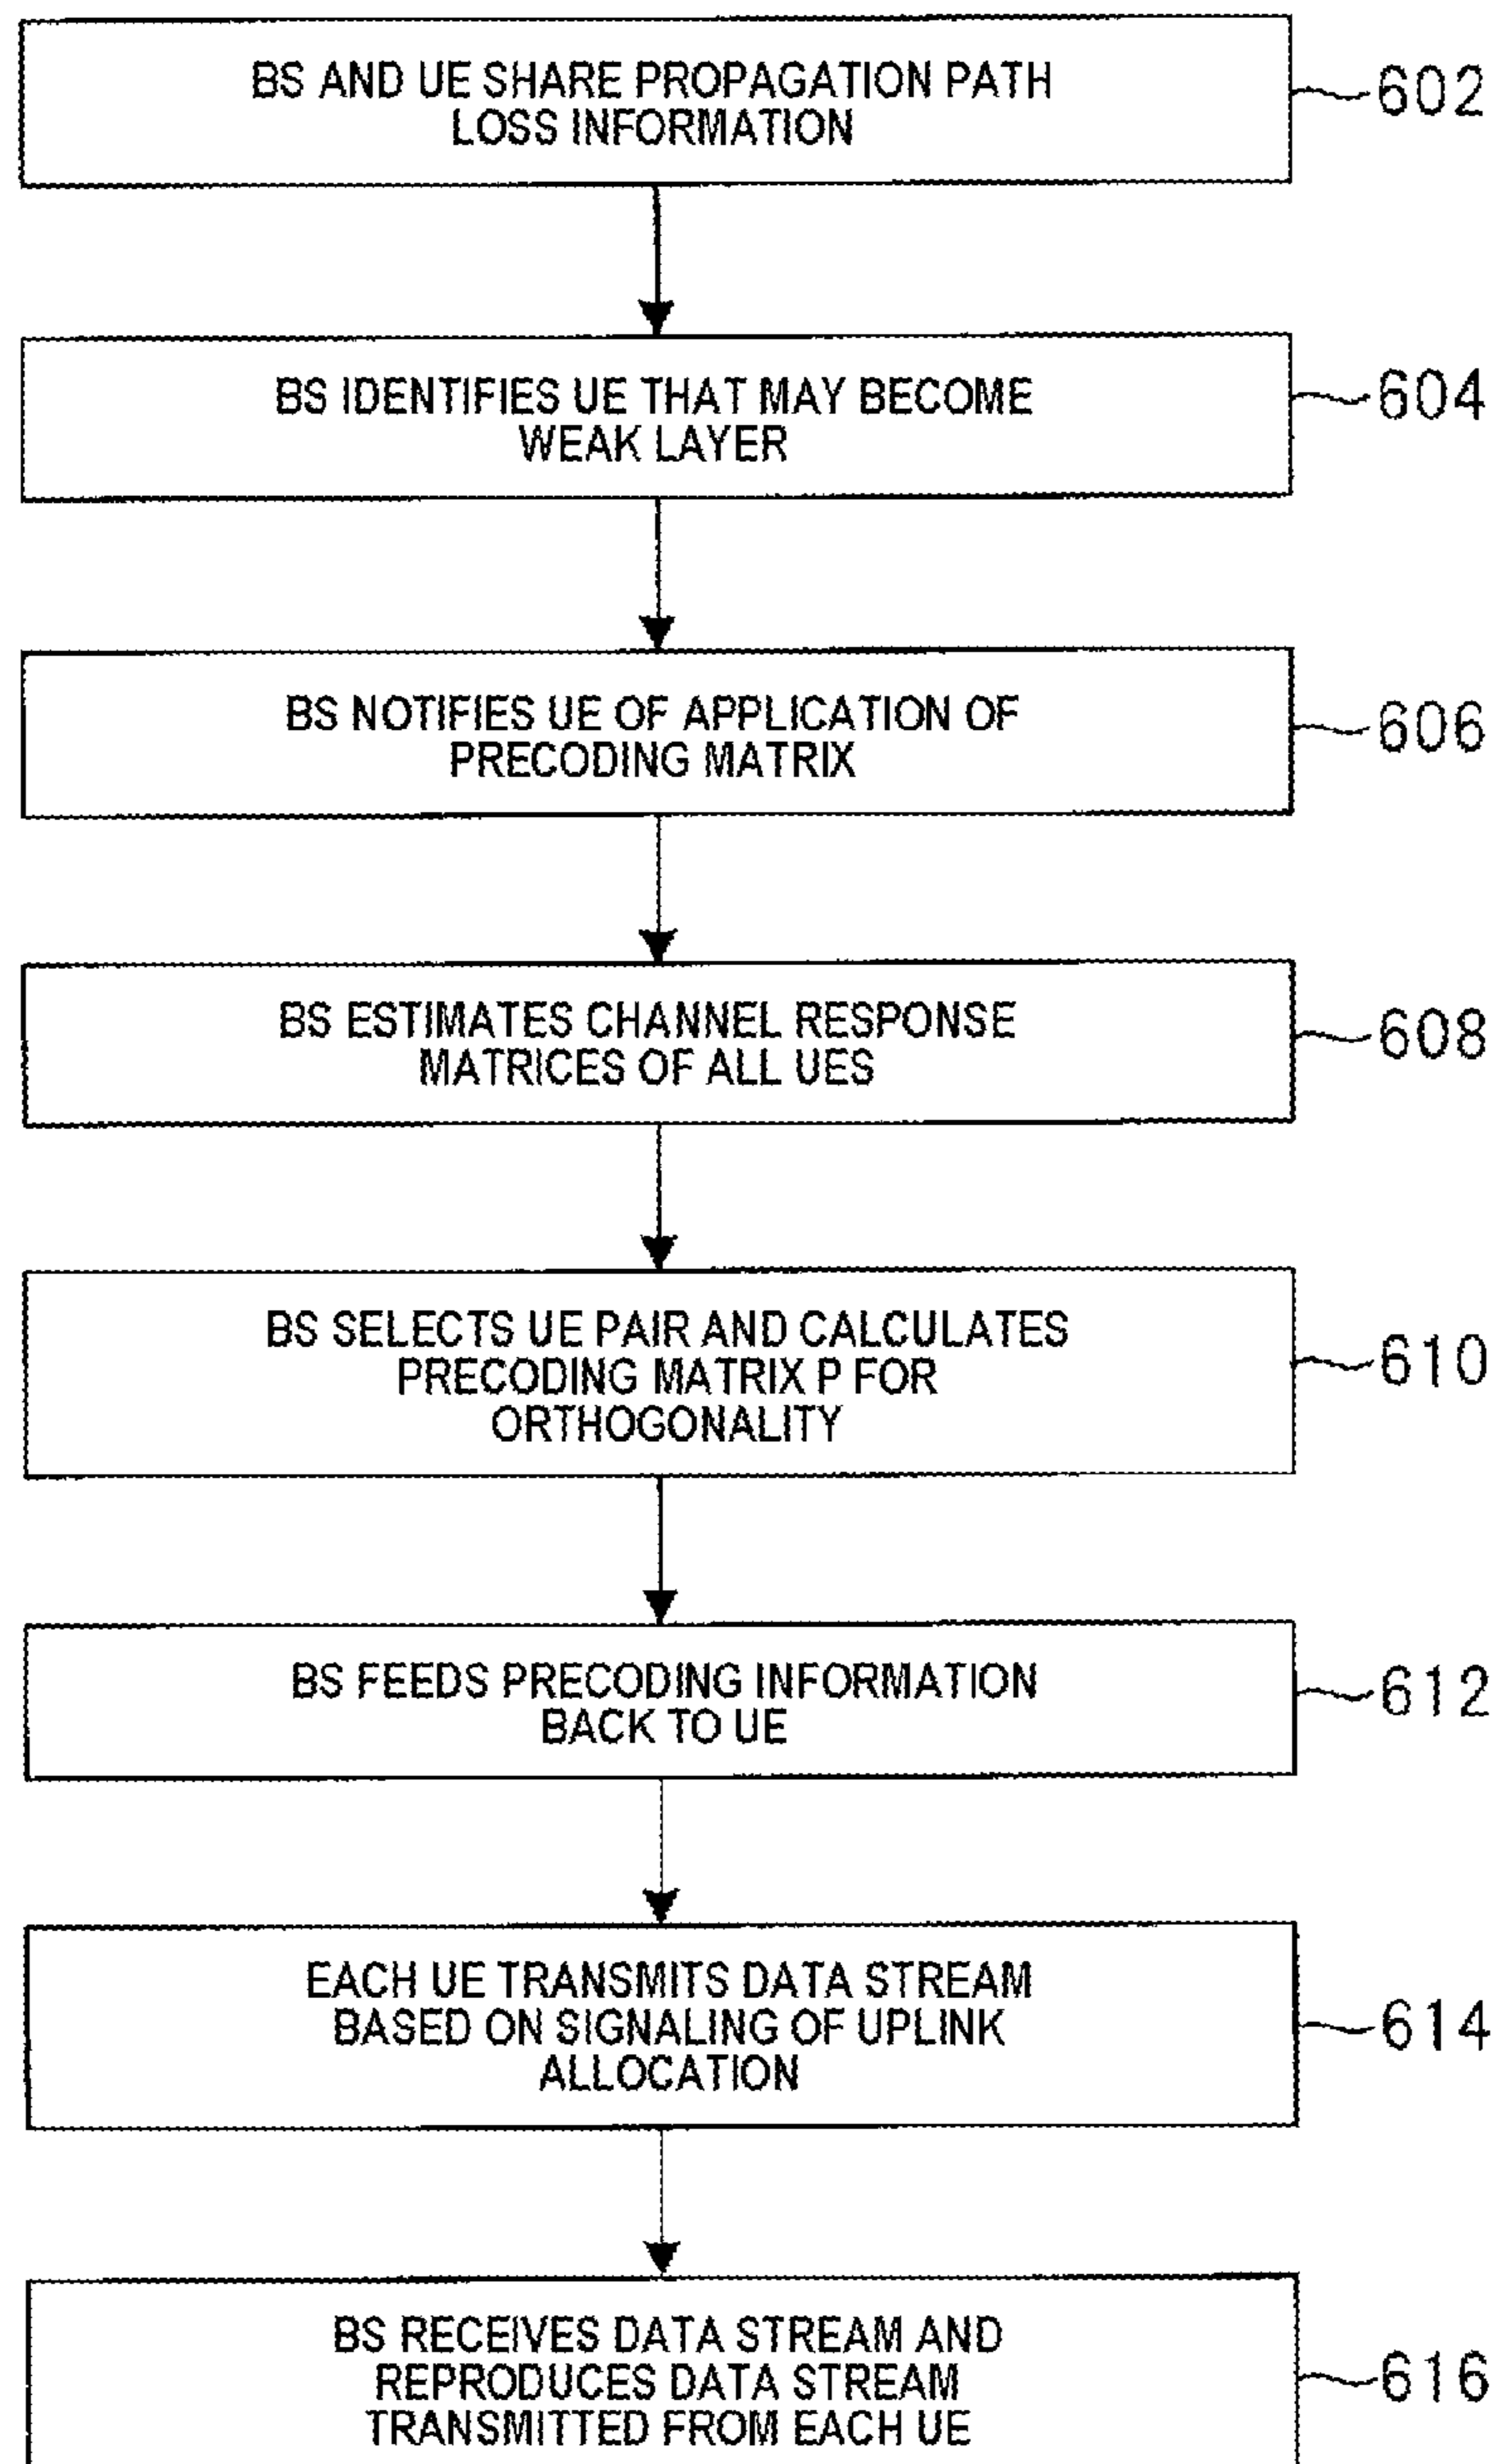 BS AND UE SHARE PROPAGATION PATH
LOSS INFORMATION
602
BS IDENTIFIES UE THAT MAY BECOME
WEAK LAYER
604
BS NOTIFIES UE OF APPLICATION OF
PRECODING MATRIX
606
BS ESTIMATES CHANNEL RESPONSE
MATRICES OF ALL UES
608
BS SELECTS UE PAIR AND CALCULATES
PRECODING MATRIX P FOR
ORTHOGONALITY
610
BS FEEDS PRECODING INFORMATION
BACK TO UE
612
EACH UE TRANSMITS DATA STREAM
BASED ON SIGNALING OF UPLINK
ALLOCATION
614
BS RECEIVES DATA STREAM AND
REPRODUCES DATA STREAM
TRANSMITTED FROM EACH UE
616